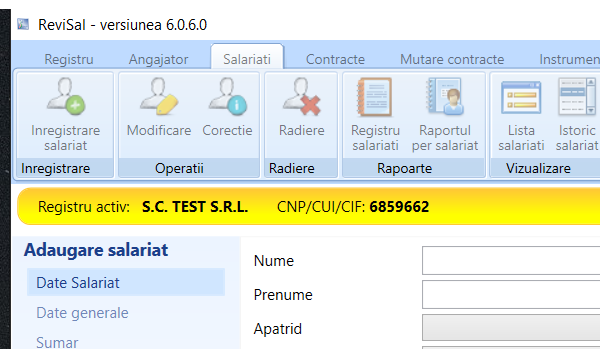 ReviSal - versiunea 6.0.6.0
Registru Angajator Salariati Contracte Mutare contracte Instrumen
Inregistrare salariat Modificare Corectie Radiere Registru salariati Raportul per salariat Lista salariati Istoric salariat
Inregistrare Operatii Radiere Rapoarte Vizualizare
Registru activ: S.C. TEST S.R.L. CNP/CUI/CIF: 6859662
Adaugare salariat
Date Salariat
Date generale
Sumar
Nume
Prenume
Apatrid